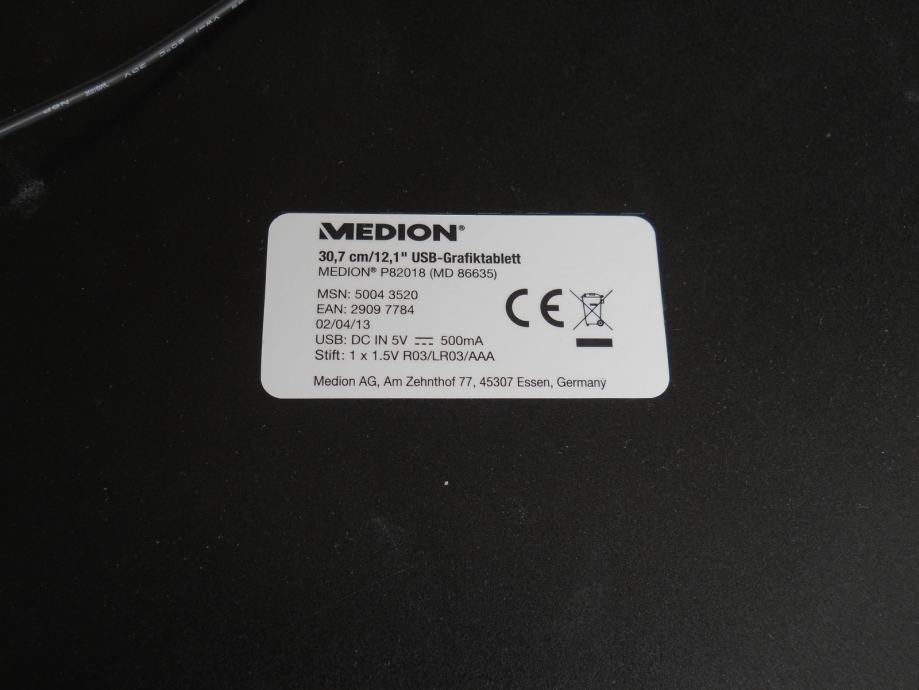 MEDION®
30,7 cm/12,1" USB-Grafiktablett
MEDION® P82018 (MD 86635)
MSN: 5004 3520
EAN: 2909 7784
02/04/13
USB: DC IN 5V ⎓ 500mA
Stift: 1 x 1.5V R03/LR03/AAA
CE
Medion AG, Am Zehnthof 77, 45307 Essen, Germany